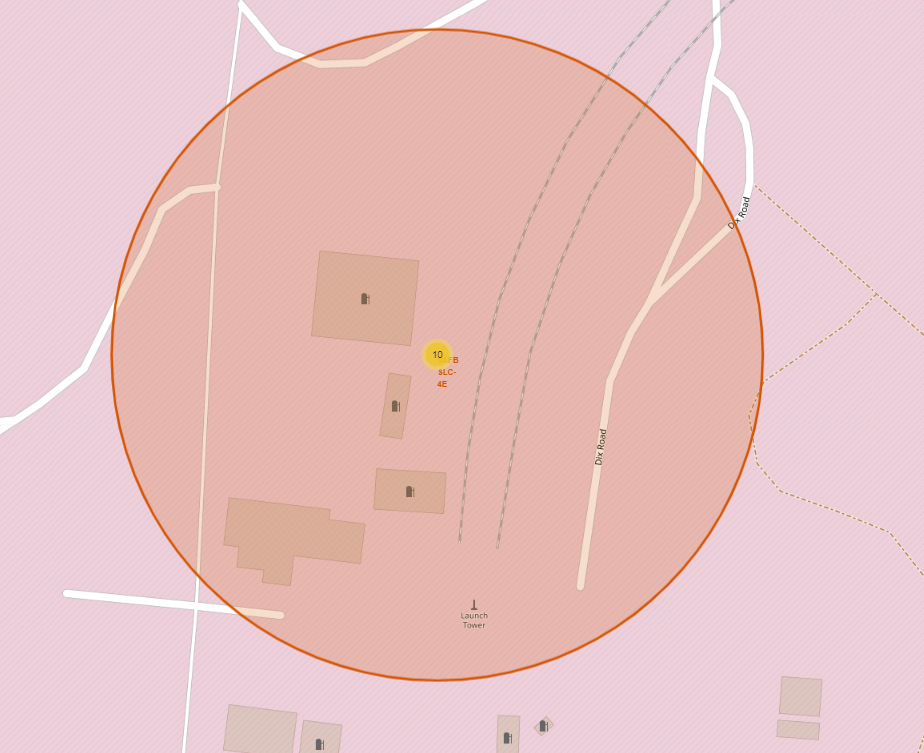 Dix Road
10
FB
SLC-
4E
Dix Road
Launch
Tower